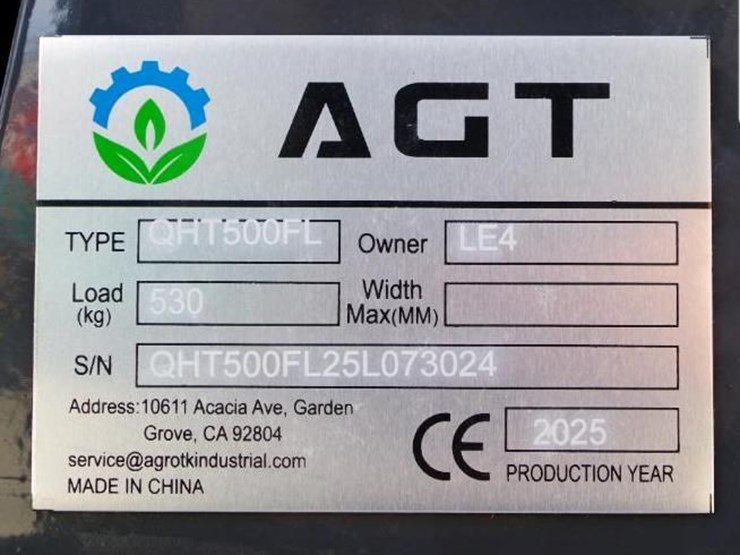 AGT
TYPE QHT500FL Owner LE4
Load (kg) 530 Width Max(MM)
S/N QHT500FL25L073024
Address:10611 Acacia Ave, Garden
Grove, CA 92804
service@agrotkindustrial.com
MADE IN CHINA
CE 2025
PRODUCTION YEAR